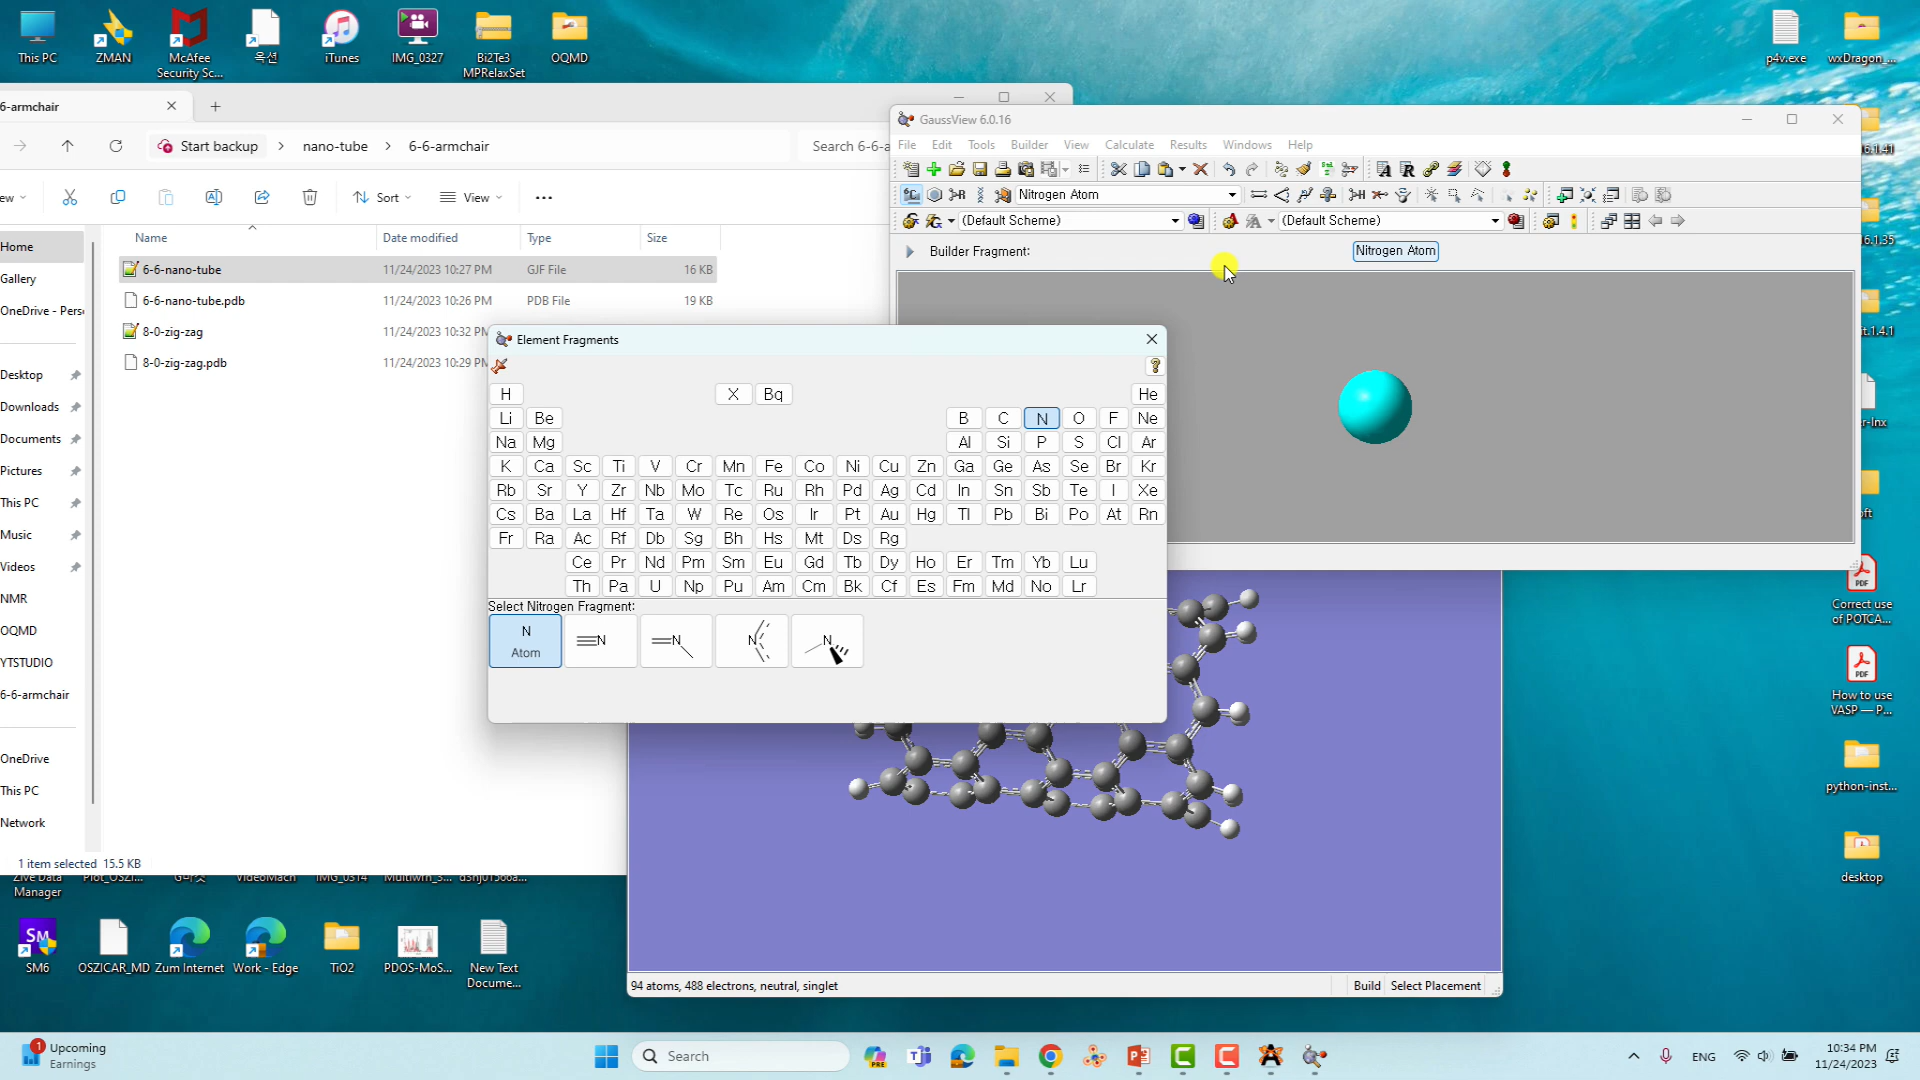 This PC
ZMAN
McAfee
Security Sc...
옥션
iTunes
IMG_0327
Bi2Te3
MPRelaxSet
OQMD
p4v.exe
wxDragon_...
6-armchair
Start backup
nano-tube
6-6-armchair
Search 6-6-a
Sort
View
Name
Date modified
Type
Size
6-6-nano-tube
11/24/2023 10:27 PM
GJF File
16 KB
6-6-nano-tube.pdb
11/24/2023 10:26 PM
PDB File
19 KB
8-0-zig-zag
11/24/2023 10:32 PM
8-0-zig-zag.pdb
11/24/2023 10:29 PM
Home
Gallery
OneDrive - Perso
Desktop
Downloads
Documents
Pictures
This PC
Music
Videos
NMR
OQMD
YTSTUDIO
6-6-armchair
OneDrive
This PC
Network
1 item selected 15.5 KB
GaussView 6.0.16
File Edit Tools Builder View Calculate Results Windows Help
Nitrogen Atom
(Default Scheme)
(Default Scheme)
Builder Fragment:
Nitrogen Atom
Element Fragments
H X Bq He
Li Be B C N O F Ne
Na Mg Al Si P S Cl Ar
K Ca Sc Ti V Cr Mn Fe Co Ni Cu Zn Ga Ge As Se Br Kr
Rb Sr Y Zr Nb Mo Tc Ru Rh Pd Ag Cd In Sn Sb Te I Xe
Cs Ba La Hf Ta W Re Os Ir Pt Au Hg Tl Pb Bi Po At Rn
Fr Ra Ac Rf Db Sg Bh Hs Mt Ds Rg
Ce Pr Nd Pm Sm Eu Gd Tb Dy Ho Er Tm Yb Lu
Th Pa U Np Pu Am Cm Bk Cf Es Fm Md No Lr
Select Nitrogen Fragment:
N
Atom
N
N
N
N
94 atoms, 488 electrons, neutral, singlet
Build
Select Placement
Correct use
of POTCA...
How to use
VASP — P...
python-inst...
desktop
Manager
SM6
OSZICAR_MD
Zum Internet
Work - Edge
TiO2
PDOS-MoS...
New Text
Docume...
1
Upcoming
Earnings
Search
ENG
10:34 PM
11/24/2023